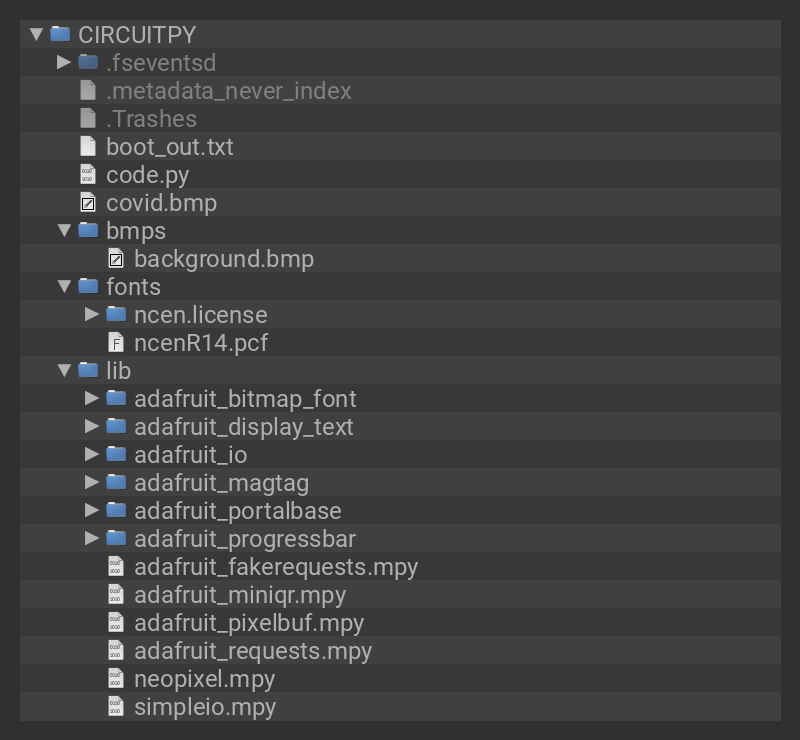 CIRCUITPY
.fseventsd
.metadata_never_index
.Trashes
boot_out.txt
code.py
covid.bmp
bmps
background.bmp
fonts
ncen.license
ncenR14.pcf
lib
adafruit_bitmap_font
adafruit_display_text
adafruit_io
adafruit_magtag
adafruit_portalbase
adafruit_progressbar
adafruit_fakerequests.mpy
adafruit_miniqr.mpy
adafruit_pixelbuf.mpy
adafruit_requests.mpy
neopixel.mpy
simpleio.mpy